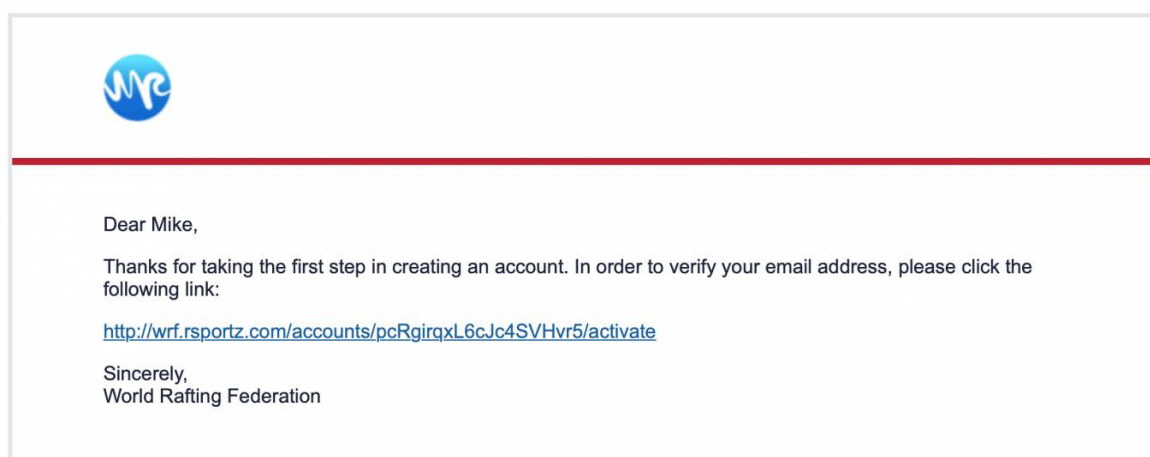 Dear Mike,
Thanks for taking the first step in creating an account. In order to verify your email address, please click the
following link:
http://wrf.rsportz.com/accounts/pcRgirqxL6cJc4SVHvr5/activate
Sincerely,
World Rafting Federation